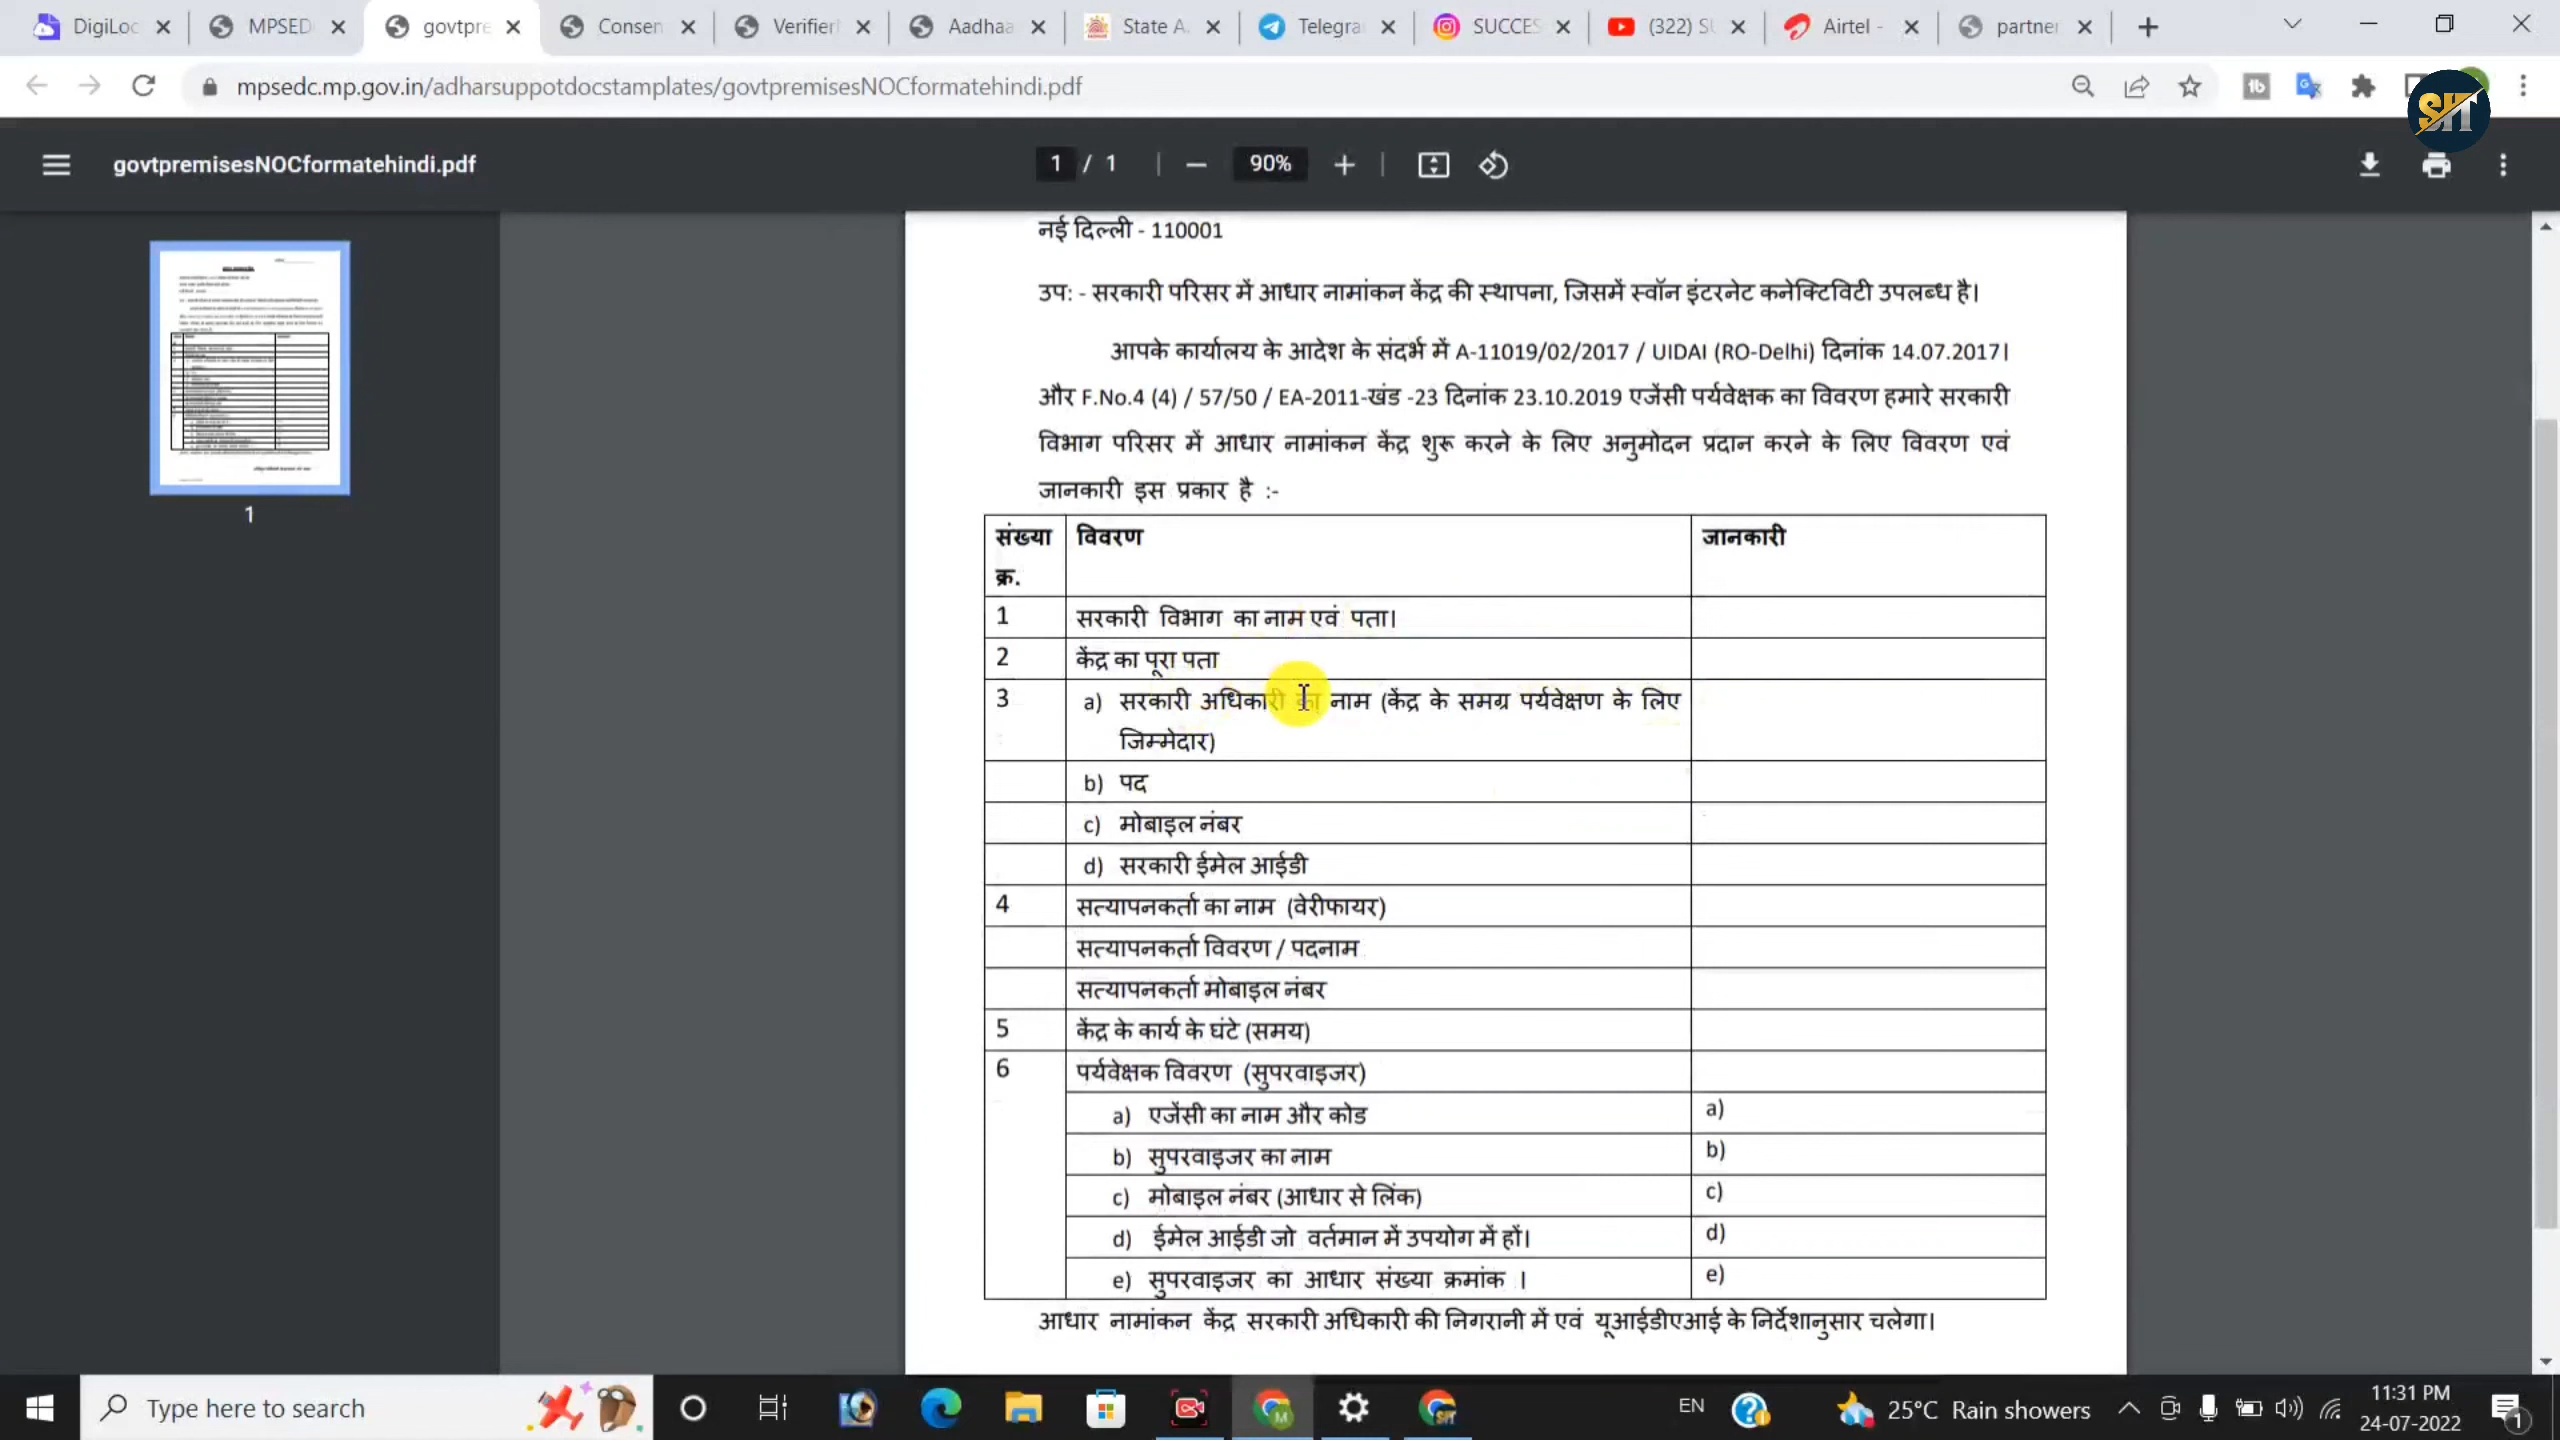 DigiLoc
MPSED
govtpre
Consen
Verifierl
Aadhaa
State A
Telegra
SUCCES
(322) SU
Airtel -
partner
mpsedc.mp.gov.in/adharsuppotdocstamplates/govtpremisesNOCformatehindi.pdf
SHT
govtpremisesNOCformatehindi.pdf
1 / 1
90%
1
नई दिल्ली - 110001
उप: - सरकारी परिसर में आधार नामांकन केंद्र की स्थापना, जिसमें स्वॉन इंटरनेट कनेक्टिविटी उपलब्ध है।
आपके कार्यालय के आदेश के संदर्भ में A-11019/02/2017 / UIDAI (RO-Delhi) दिनांक 14.07.2017।
और F.No.4 (4) / 57/50 / EA-2011-खंड -23 दिनांक 23.10.2019 एजेंसी पर्यवेक्षक का विवरण हमारे सरकारी
विभाग परिसर में आधार नामांकन केंद्र शुरू करने के लिए अनुमोदन प्रदान करने के लिए विवरण एवं
जानकारी इस प्रकार है :-
संख्या क्र. विवरण जानकारी
1 सरकारी विभाग का नाम एवं पता।
2 केंद्र का पूरा पता
3 a) सरकारी अधिकारी का नाम (केंद्र के समग्र पर्यवेक्षण के लिए
जिम्मेदार)
b) पद
c) मोबाइल नंबर
d) सरकारी ईमेल आईडी
4 सत्यापनकर्ता का नाम (वेरीफायर)
सत्यापनकर्ता विवरण / पदनाम
सत्यापनकर्ता मोबाइल नंबर
5 केंद्र के कार्य के घंटे (समय)
6 पर्यवेक्षक विवरण (सुपरवाइजर)
a) एजेंसी का नाम और कोड a)
b) सुपरवाइजर का नाम b)
c) मोबाइल नंबर (आधार से लिंक) c)
d) ईमेल आईडी जो वर्तमान में उपयोग में हों। d)
e) सुपरवाइजर का आधार संख्या क्रमांक । e)
आधार नामांकन केंद्र सरकारी अधिकारी की निगरानी में एवं यूआईडीएआई के निर्देशानुसार चलेगा।
Type here to search
EN
25°C Rain showers
11:31 PM
24-07-2022
1